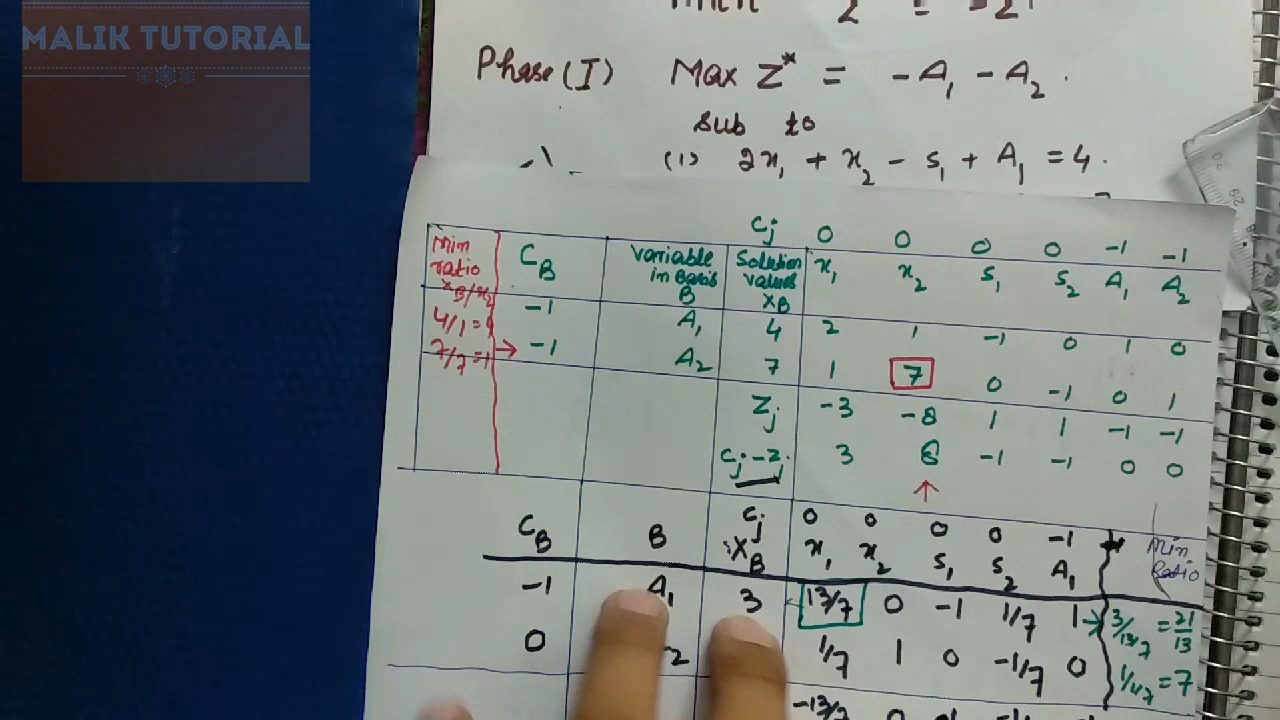 MALIK TUTORIAL
Phase (I) Max Z* = -A₁ - A₂.
sub to
(1) 2x₁ + x₂ - s₁ + A₁ = 4.
Cj 0 0 0 0 -1 -1
Min ratio XB/x₂ CB Variable in Basis B Solution values XB x₁ x₂ s₁ s₂ A₁ A₂
4/1 = 4 -1 A₁ 4 2 1 -1 0 1 0
7/7 = 1 → -1 A₂ 7 1 7 0 -1 0 1
Zj -3 -8 1 1 -1 -1
Cj - Zj 3 8 -1 -1 0 0
↑
Cj 0 0 0 0 -1
CB B XB x₁ x₂ s₁ s₂ A₁ Min Ratio
-1 A₁ 3 13/7 0 -1 1/7 1 → 3/13/7 = 21/13
0 2 1/7 1 0 -1/7 0 1/1/7 = 7
-13/7 0